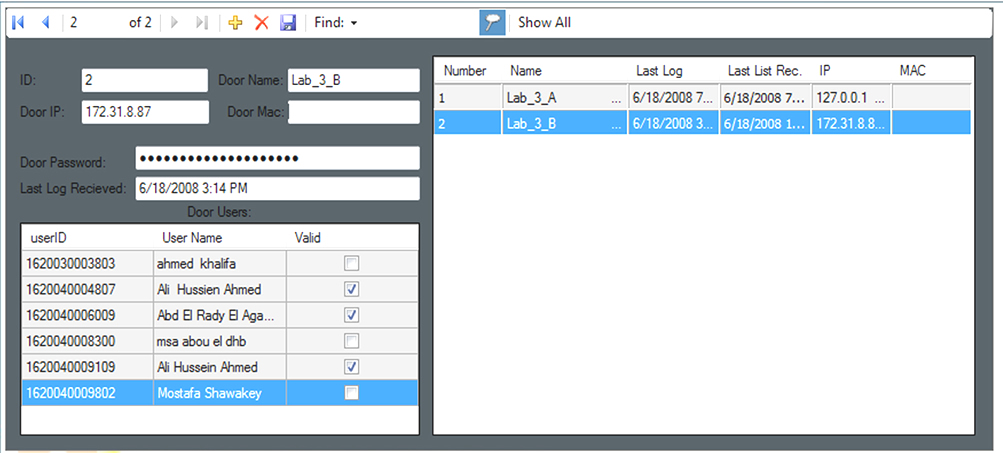 2 of 2 Find: Show All
ID: 2 Door Name: Lab_3_B
Door IP: 172.31.8.87 Door Mac:
Door Password: ••••••••••••••••••••
Last Log Recieved: 6/18/2008 3:14 PM
Door Users:
userID User Name Valid
1620030003803 ahmed khalifa
1620040004807 Ali Hussien Ahmed
1620040006009 Abd El Rady El Aga...
1620040008300 msa abou el dhb
1620040009109 Ali Hussein Ahmed
1620040009802 Mostafa Shawakey
Number Name Last Log Last List Rec. IP MAC
1 Lab_3_A ... 6/18/2008 7... 6/18/2008 7... 127.0.0.1 ...
2 Lab_3_B ... 6/18/2008 3... 6/18/2008 1... 172.31.8.8...